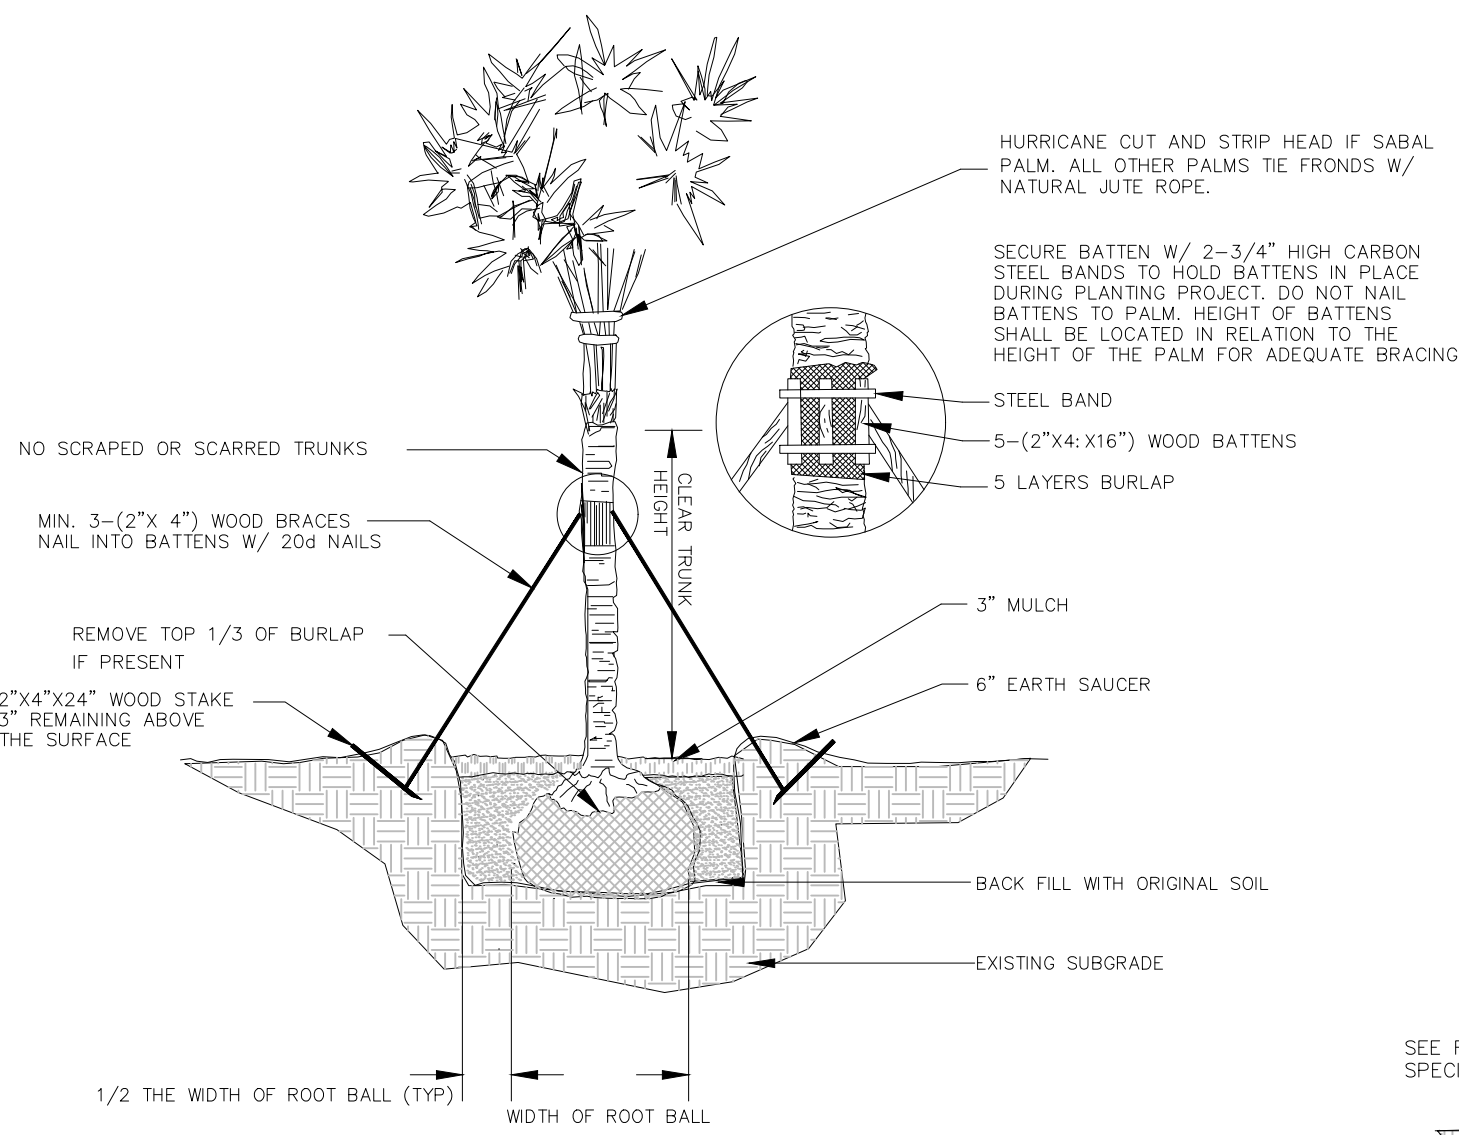 HURRICANE CUT AND STRIP HEAD IF SABAL
PALM. ALL OTHER PALMS TIE FRONDS W/
NATURAL JUTE ROPE.
SECURE BATTEN W/ 2-3/4" HIGH CARBON
STEEL BANDS TO HOLD BATTENS IN PLACE
DURING PLANTING PROJECT. DO NOT NAIL
BATTENS TO PALM. HEIGHT OF BATTENS
SHALL BE LOCATED IN RELATION TO THE
HEIGHT OF THE PALM FOR ADEQUATE BRACING
STEEL BAND
5-(2"X4:X16") WOOD BATTENS
5 LAYERS BURLAP
NO SCRAPED OR SCARRED TRUNKS
CLEAR TRUNK
HEIGHT
MIN. 3-(2"X 4") WOOD BRACES
NAIL INTO BATTENS W/ 20d NAILS
3" MULCH
REMOVE TOP 1/3 OF BURLAP
IF PRESENT
6" EARTH SAUCER
2"X4"X24" WOOD STAKE
3" REMAINING ABOVE
THE SURFACE
BACK FILL WITH ORIGINAL SOIL
EXISTING SUBGRADE
1/2 THE WIDTH OF ROOT BALL (TYP)
WIDTH OF ROOT BALL
SEE